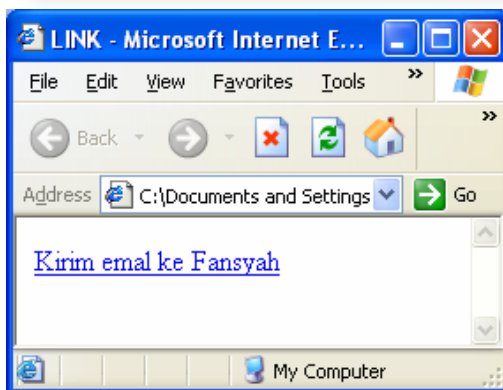 LINK - Microsoft Internet E...
File Edit View Favorites Tools »
Back »
Address C:\Documents and Settings Go
Kirim emal ke Fansyah
My Computer